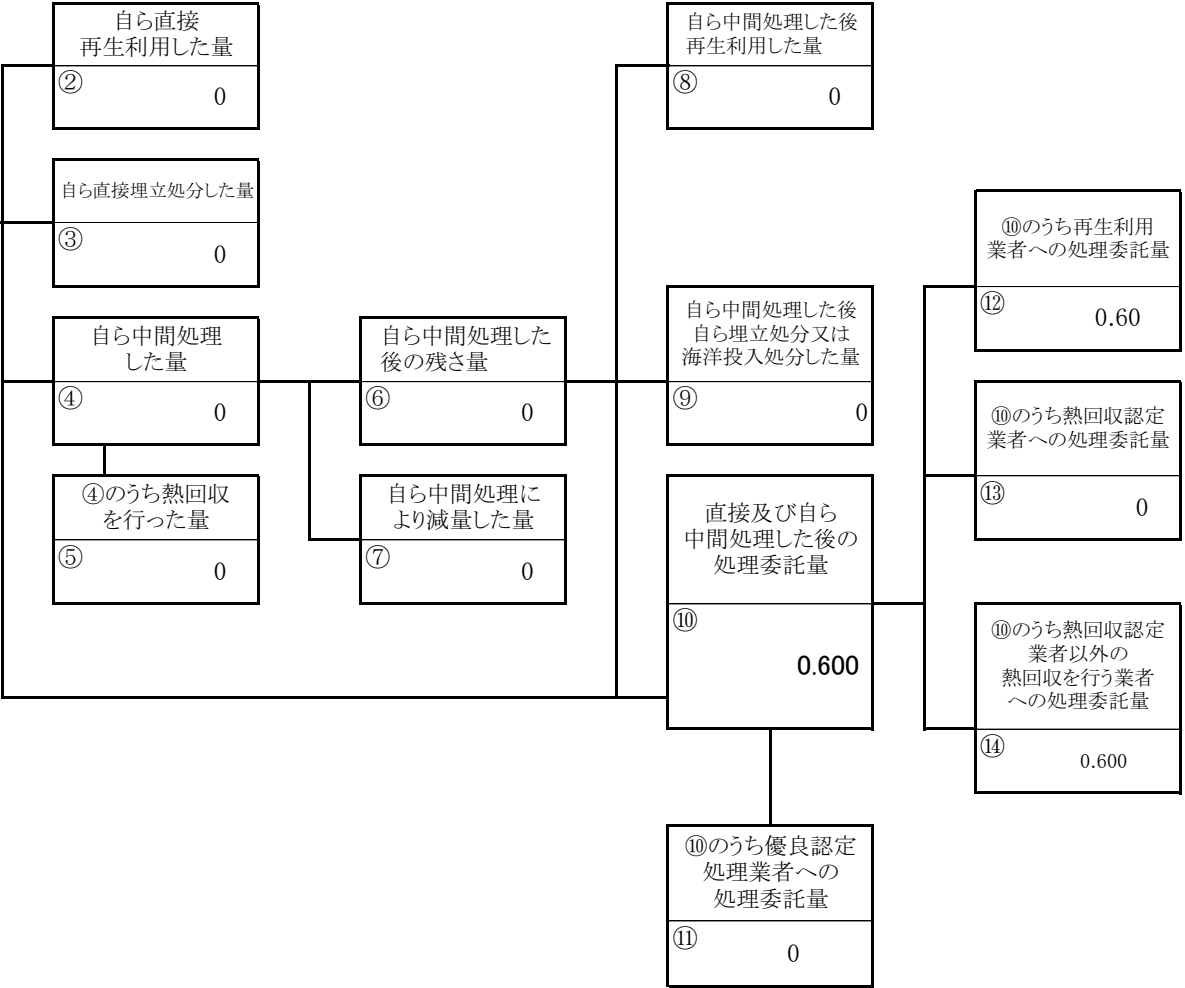 自ら直接
再生利用した量
②
0
自ら直接埋立処分した量
③
0
自ら中間処理
した量
④
0
④のうち熱回収
を行った量
⑤
0
自ら中間処理した
後の残さ量
⑥
0
自ら中間処理に
より減量した量
⑦
0
自ら中間処理した後
再生利用した量
⑧
0
自ら中間処理した後
自ら埋立処分又は
海洋投入処分した量
⑨
0
直接及び自ら
中間処理した後の
処理委託量
⑩
0.600
⑩のうち優良認定
処理業者への
処理委託量
⑪
0
⑩のうち再生利用
業者への処理委託量
⑫
0.60
⑩のうち熱回収認定
業者への処理委託量
⑬
0
⑩のうち熱回収認定
業者以外の
熱回収を行う業者
への処理委託量
⑭
0.600